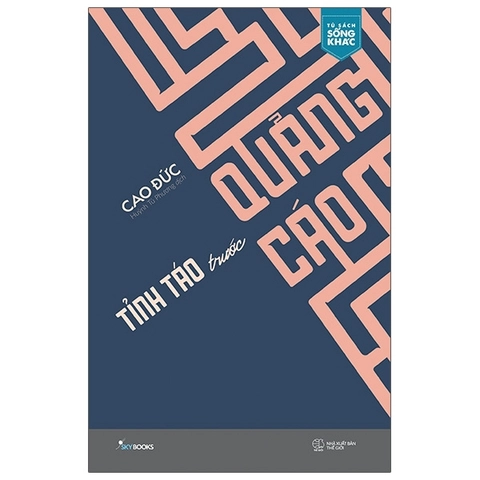 TỦ SÁCH
SỐNG
KHÁC
QUẢNG
CÁO
CAO ĐỨC
Huỳnh Tú Phương dịch
TỈNH TÁO trước
SKYBOOKS
NHÀ XUẤT BẢN
THẾ GIỚI